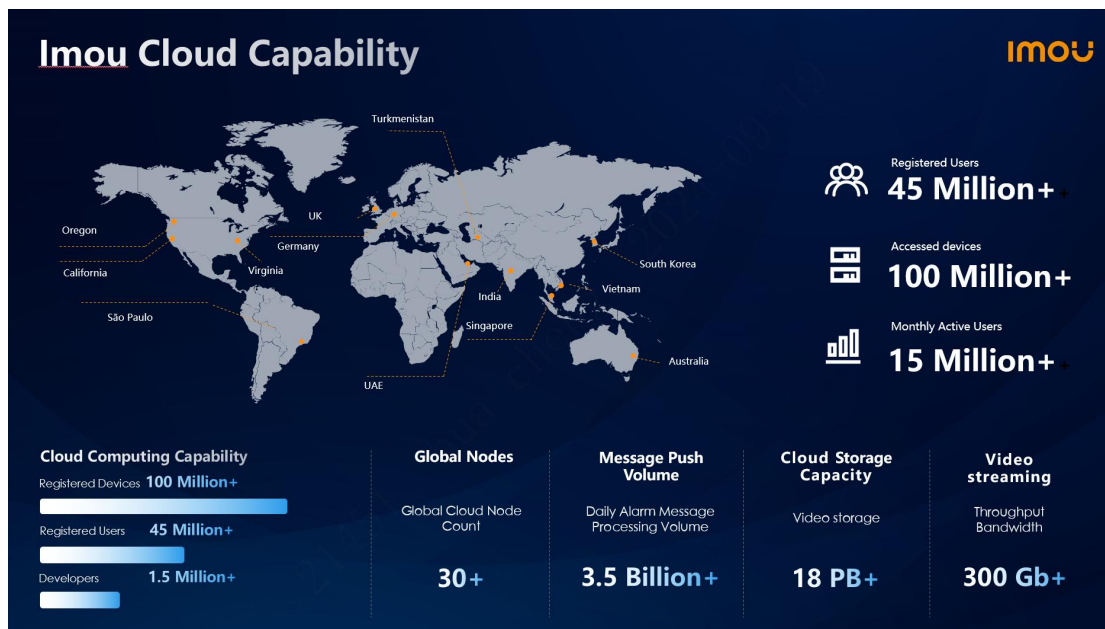 Imou Cloud Capability
imou
Turkmenistan
UK
Oregon
Germany
California
Virginia
South Korea
India
Vietnam
São Paulo
Singapore
Australia
UAE
Registered Users
45 Million+
Accessed devices
100 Million+
Monthly Active Users
15 Million+
Cloud Computing Capability
Registered Devices 100 Million+
Registered Users 45 Million+
Developers 1.5 Million+
Global Nodes
Global Cloud Node
Count
30+
Message Push
Volume
Daily Alarm Message
Processing Volume
3.5 Billion+
Cloud Storage
Capacity
Video storage
18 PB+
Video
streaming
Throughput
Bandwidth
300 Gb+